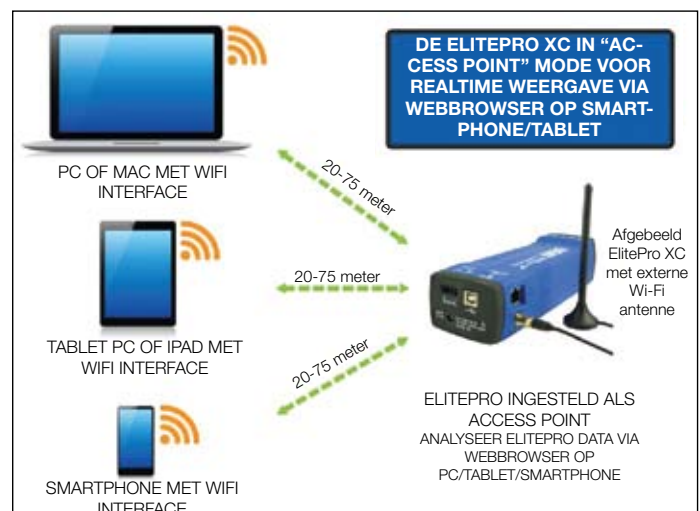 DE ELITEPRO XC IN “AC-
CESS POINT” MODE VOOR
REALTIME WEERGAVE VIA
WEBBROWSER OP SMART-
PHONE/TABLET
PC OF MAC MET WIFI
INTERFACE
20-75 meter
Afgebeeld
ElitePro XC
met externe
Wi-Fi
antenne
20-75 meter
TABLET PC OF IPAD MET
WIFI INTERFACE
20-75 meter
ELITEPRO INGESTELD ALS
ACCESS POINT
ANALYSEER ELITEPRO DATA VIA
WEBBROWSER OP
PC/TABLET/SMARTPHONE
SMARTPHONE MET WIFI
INTERFACE